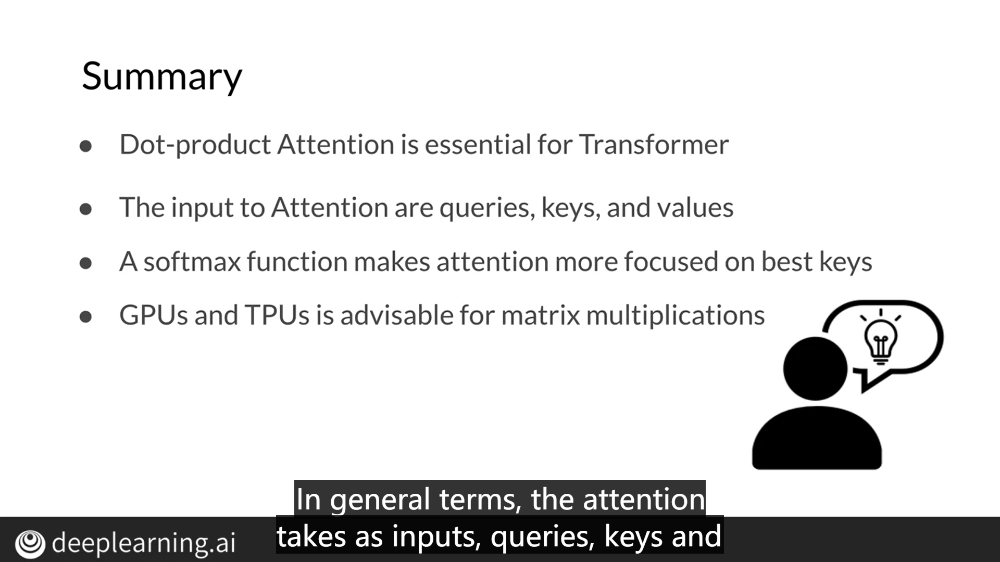 Summary
● Dot-product Attention is essential for Transformer
● The input to Attention are queries, keys, and values
● A softmax function makes attention more focused on best keys
● GPUs and TPUs is advisable for matrix multiplications
In general terms, the attention
takes as inputs, queries, keys and
deeplearning.ai